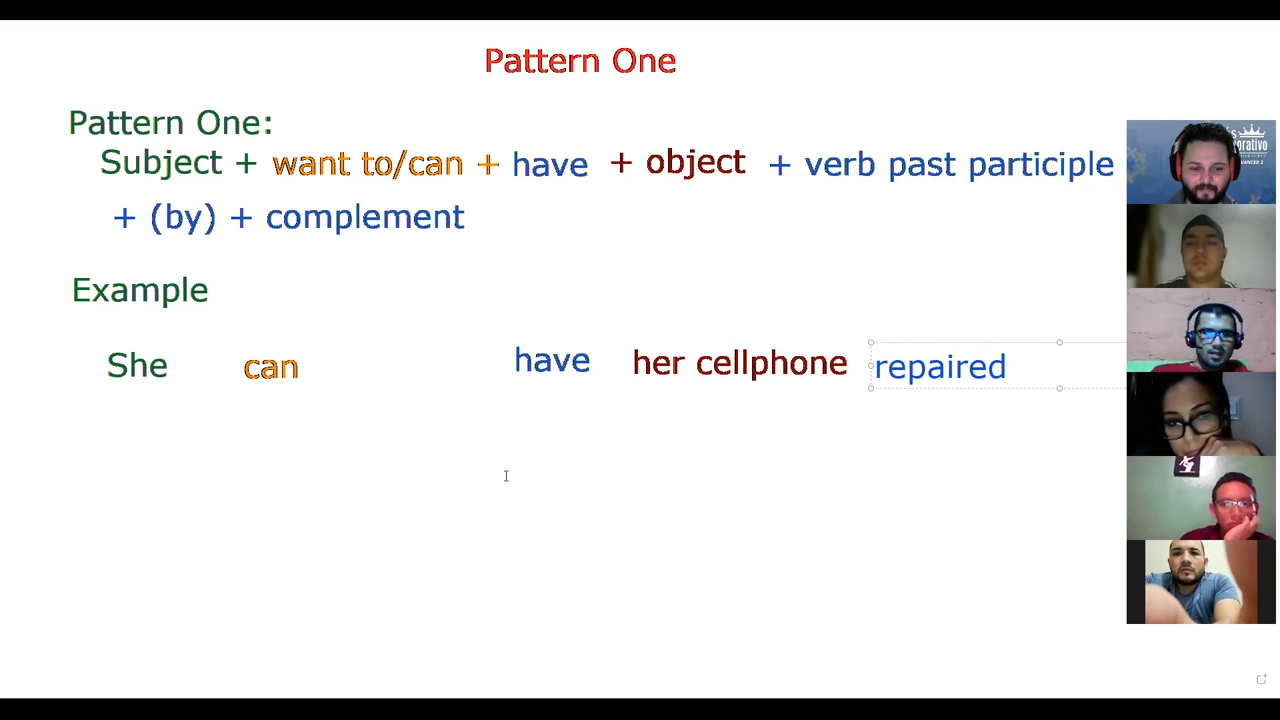 Pattern One
Pattern One:
Subject + want to/can + have + object + verb past participle
+ (by) + complement
Example
She can have her cellphone repaired